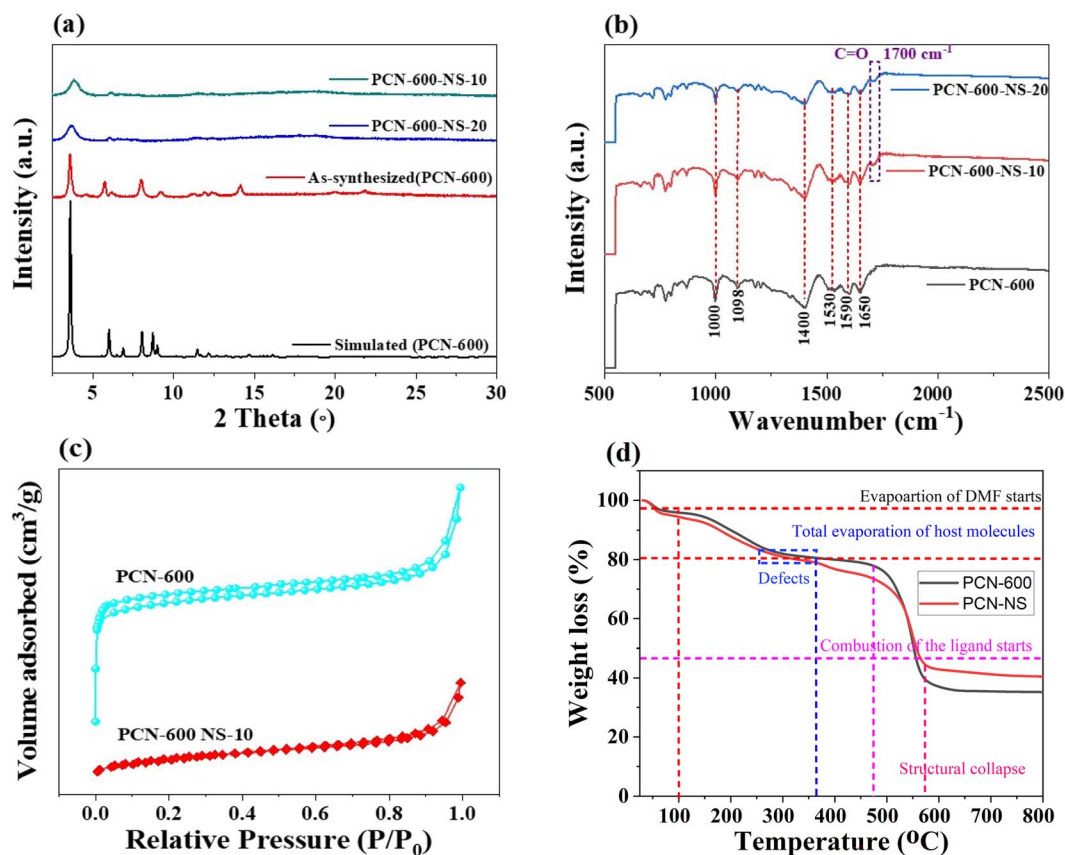 (a)
Intensity (a.u.)
PCN-600-NS-10
PCN-600-NS-20
As-synthesized(PCN-600)
Simulated (PCN-600)
5 10 15 20 25 30
2 Theta (◦)
(b)
Intensity (a.u.)
C=O 1700 cm⁻¹
PCN-600-NS-20
PCN-600-NS-10
PCN-600
1000
1098
1400
1530
1590
1650
500 1000 1500 2000 2500
Wavenumber (cm⁻¹)
(c)
Volume adsorbed (cm³/g)
PCN-600
PCN-600 NS-10
0.0 0.2 0.4 0.6 0.8 1.0
Relative Pressure (P/P₀)
(d)
Weight loss (%)
100
80
60
40
20
0
Evapoartion of DMF starts
Total evaporation of host molecules
Defects
PCN-600
PCN-NS
Combustion of the ligand starts
Structural collapse
100 200 300 400 500 600 700 800
Temperature (⁰C)